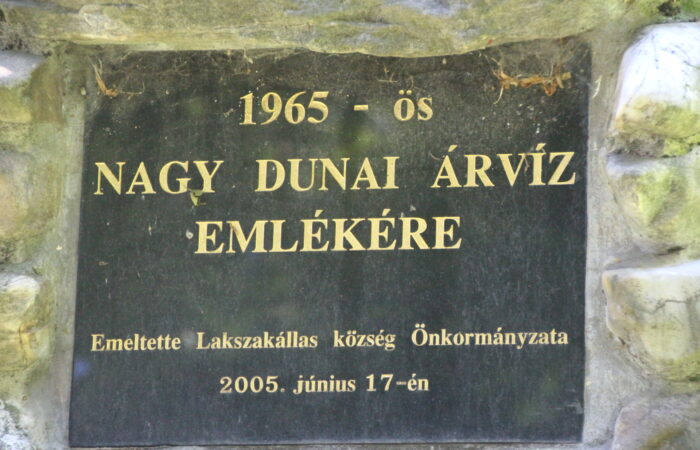 1965 - ös
NAGY DUNAI ÁRVÍZ
EMLÉKÉRE
Emeltette Lakszakállas község Önkormányzata
2005. június 17-én